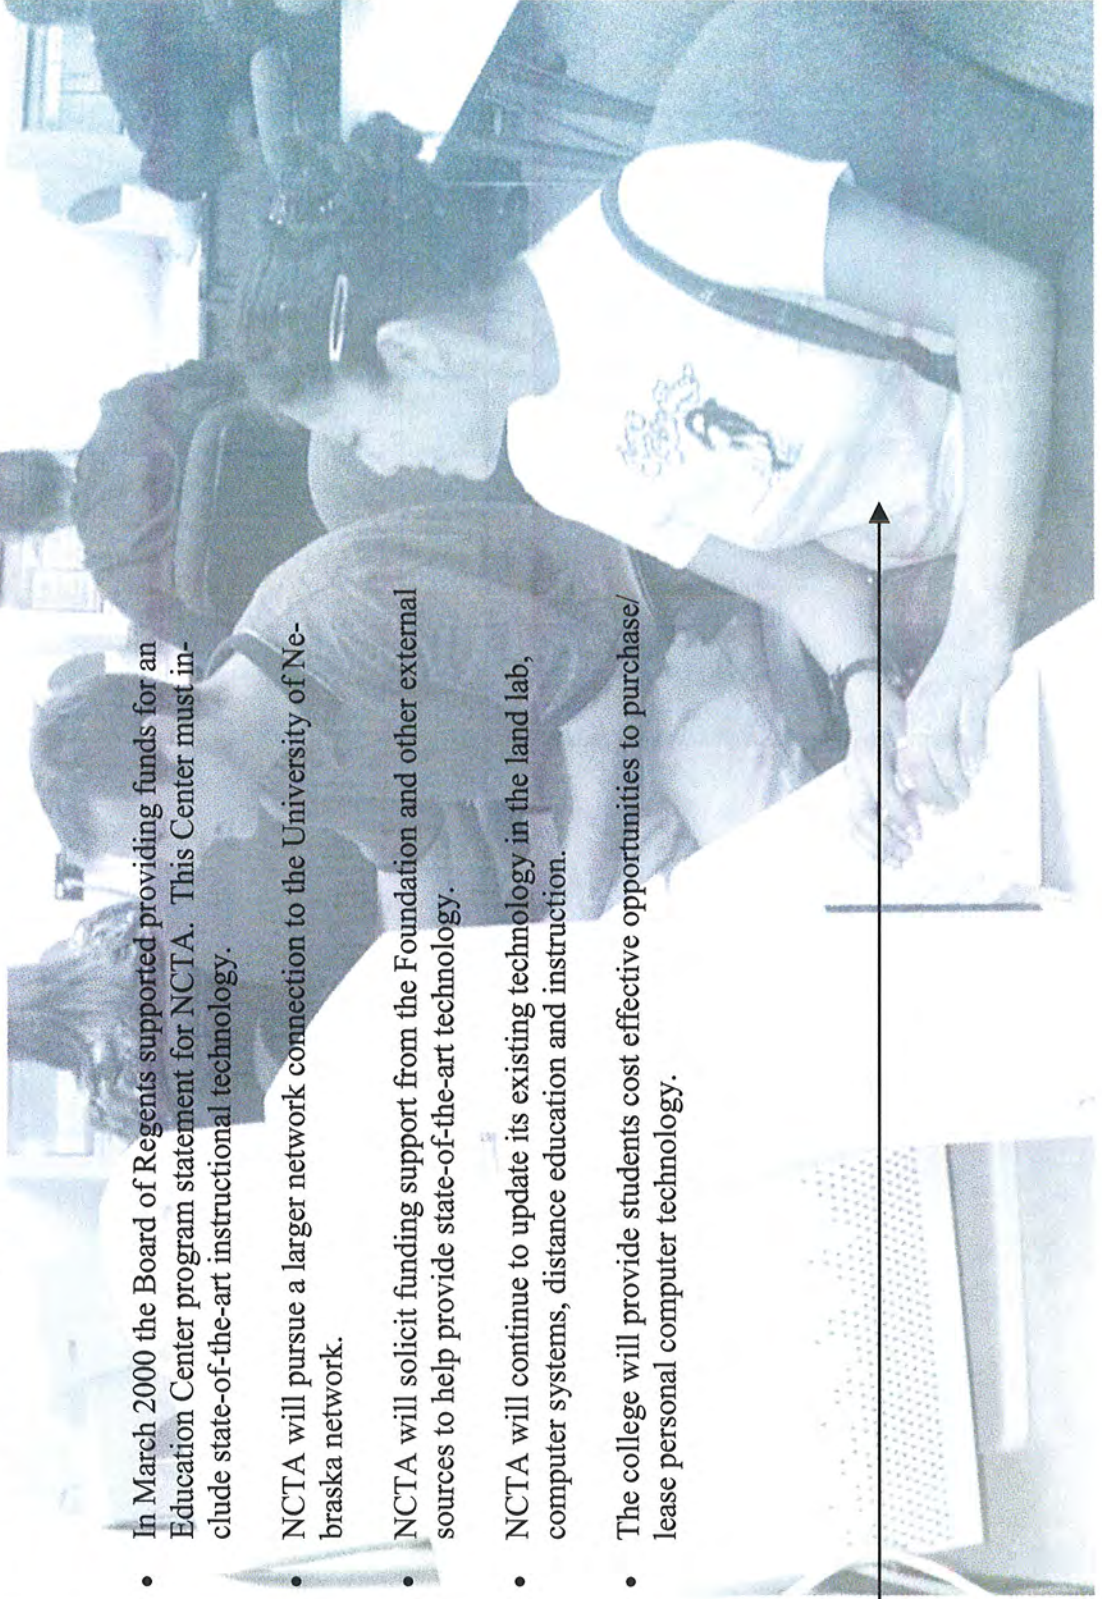 • In March 2000 the Board of Regents supported providing funds for an
Education Center program statement for NCTA. This Center must in-
clude state-of-the-art instructional technology.
• NCTA will pursue a larger network connection to the University of Ne-
braska network.
• NCTA will solicit funding support from the Foundation and other external
sources to help provide state-of-the-art technology.
• NCTA will continue to update its existing technology in the land lab,
computer systems, distance education and instruction.
• The college will provide students cost effective opportunities to purchase/
lease personal computer technology.